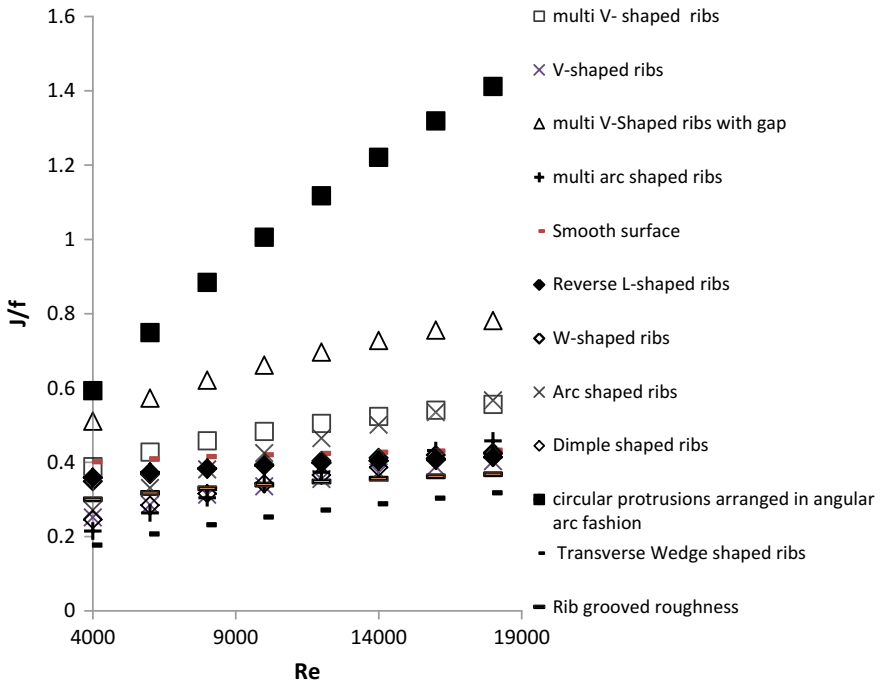 1.6
1.4
1.2
1
0.8
0.6
0.4
0.2
0
4000
9000
14000
19000
J/f
Re
multi V- shaped ribs
V-shaped ribs
multi V-Shaped ribs with gap
multi arc shaped ribs
Smooth surface
Reverse L-shaped ribs
W-shaped ribs
Arc shaped ribs
Dimple shaped ribs
circular protrusions arranged in angular
arc fashion
Transverse Wedge shaped ribs
Rib grooved roughness